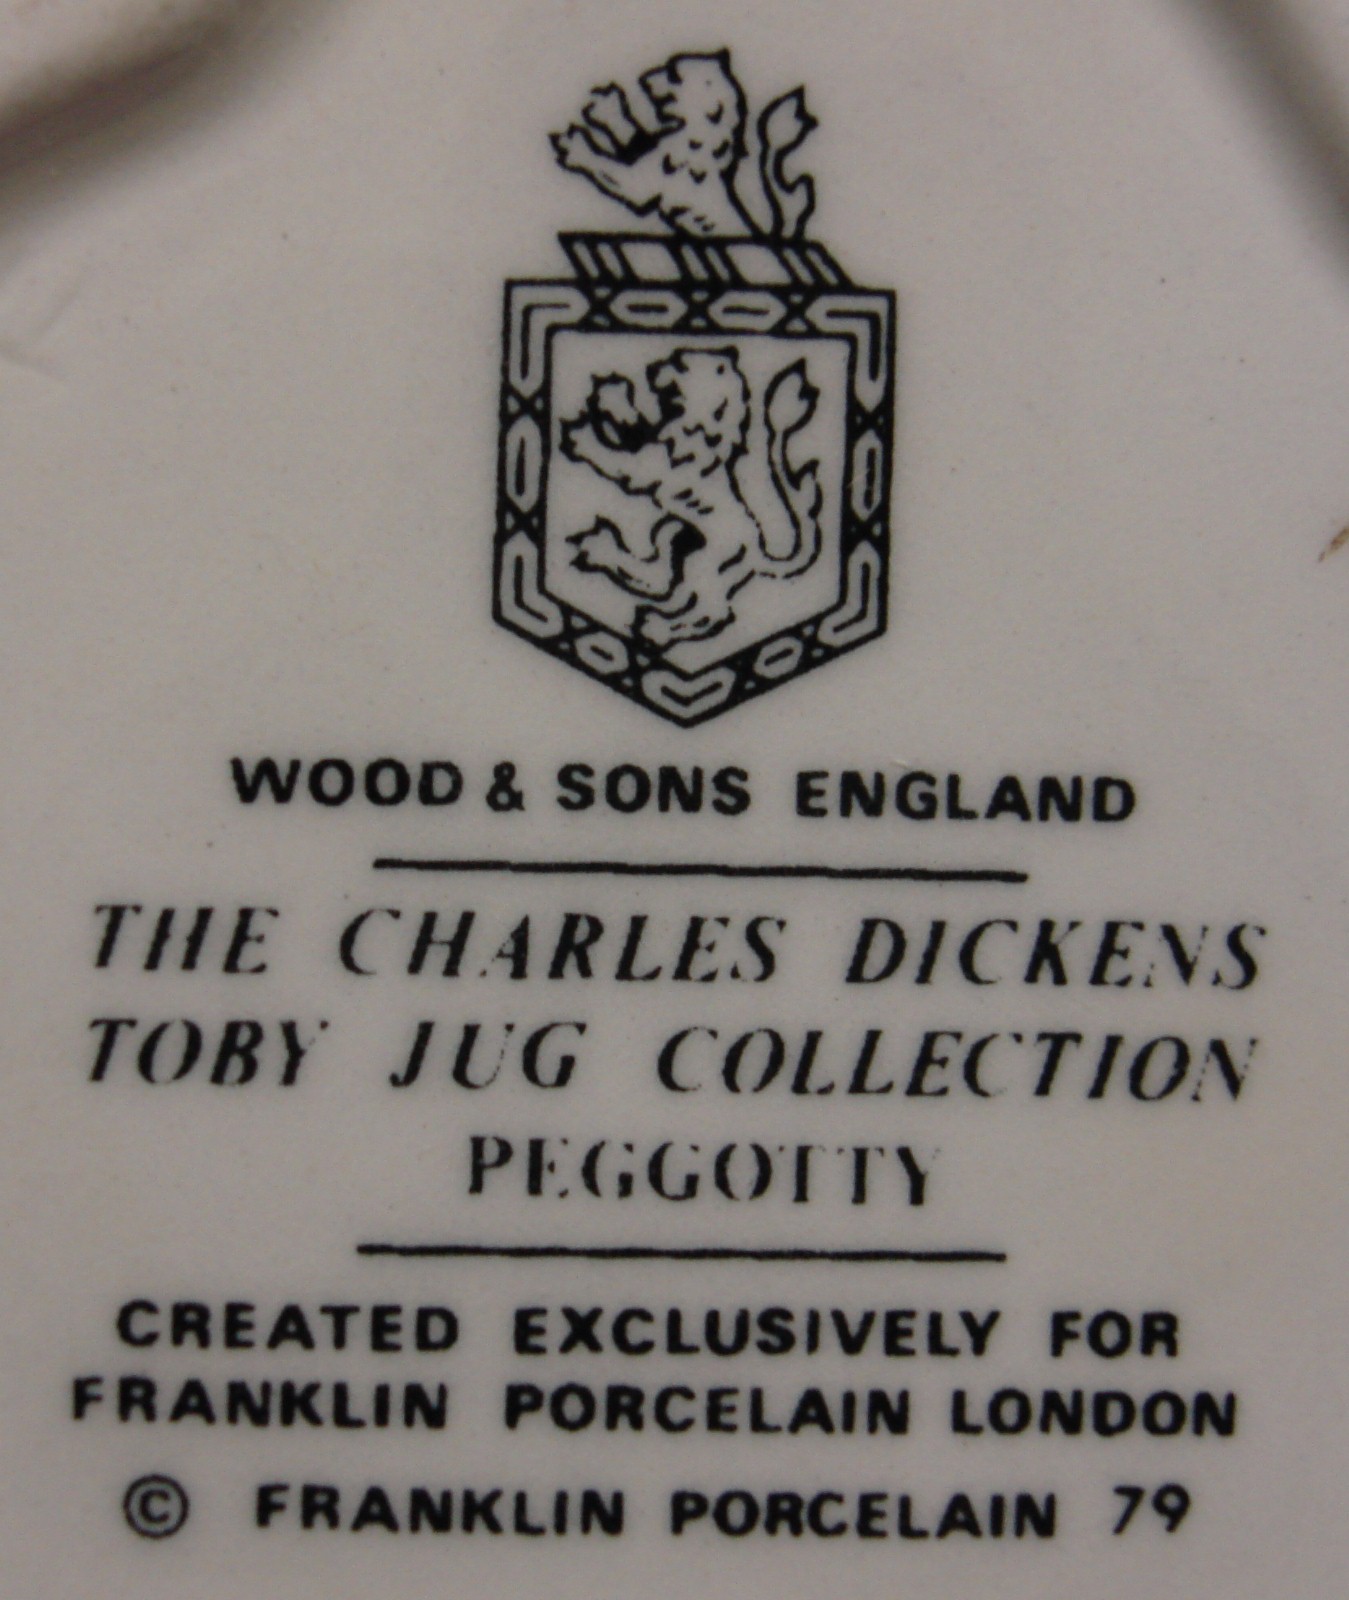 WOOD & SONS ENGLAND
THE CHARLES DICKENS
TOBY JUG COLLECTION
PEGGOTTY
CREATED EXCLUSIVELY FOR
FRANKLIN PORCELAIN LONDON
© FRANKLIN PORCELAIN 79